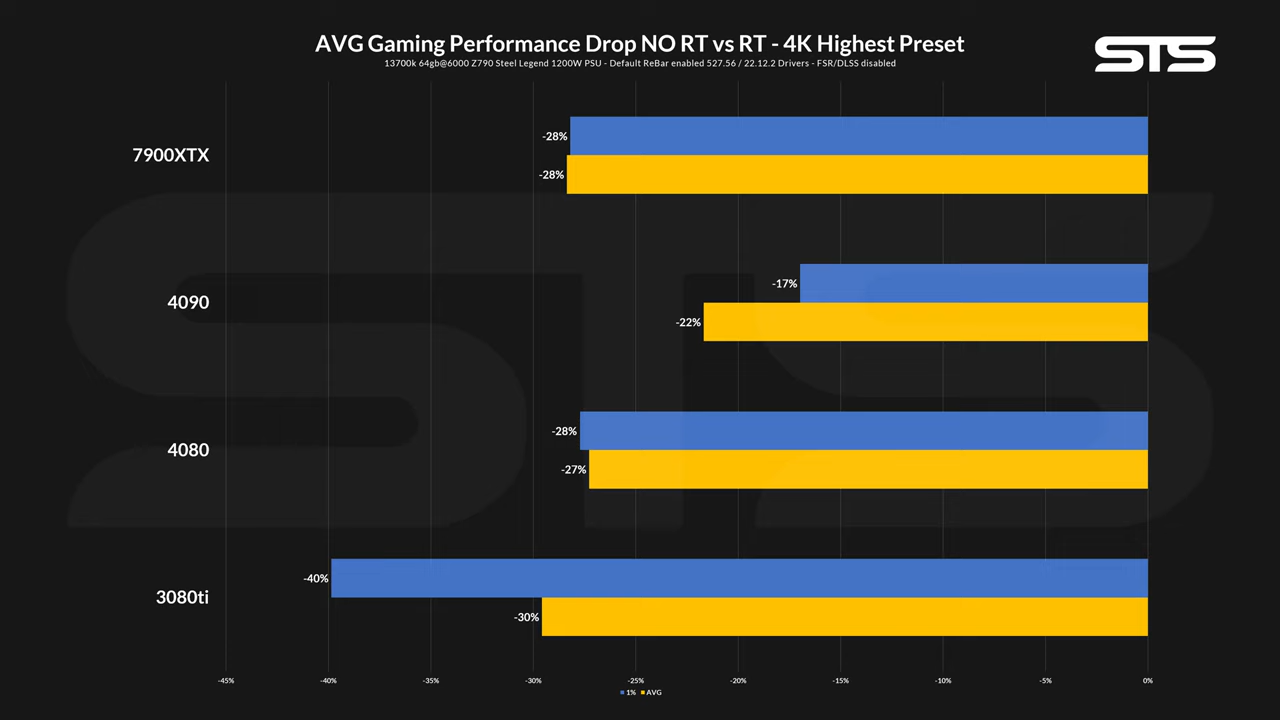 AVG Gaming Performance Drop NO RT vs RT - 4K Highest Preset
STS
13700k 64gb@6000 Z790 Steel Legend 1200W PSU - Default ReBar enabled 527.56 / 22.12.2 Drivers - FSR/DLSS disabled
7900XTX
-28%
-28%
4090
-17%
-22%
4080
-28%
-27%
3080ti
-40%
-30%
-45% -40% -35% -30% -25% -20% -15% -10% -5% 0%
1% AVG